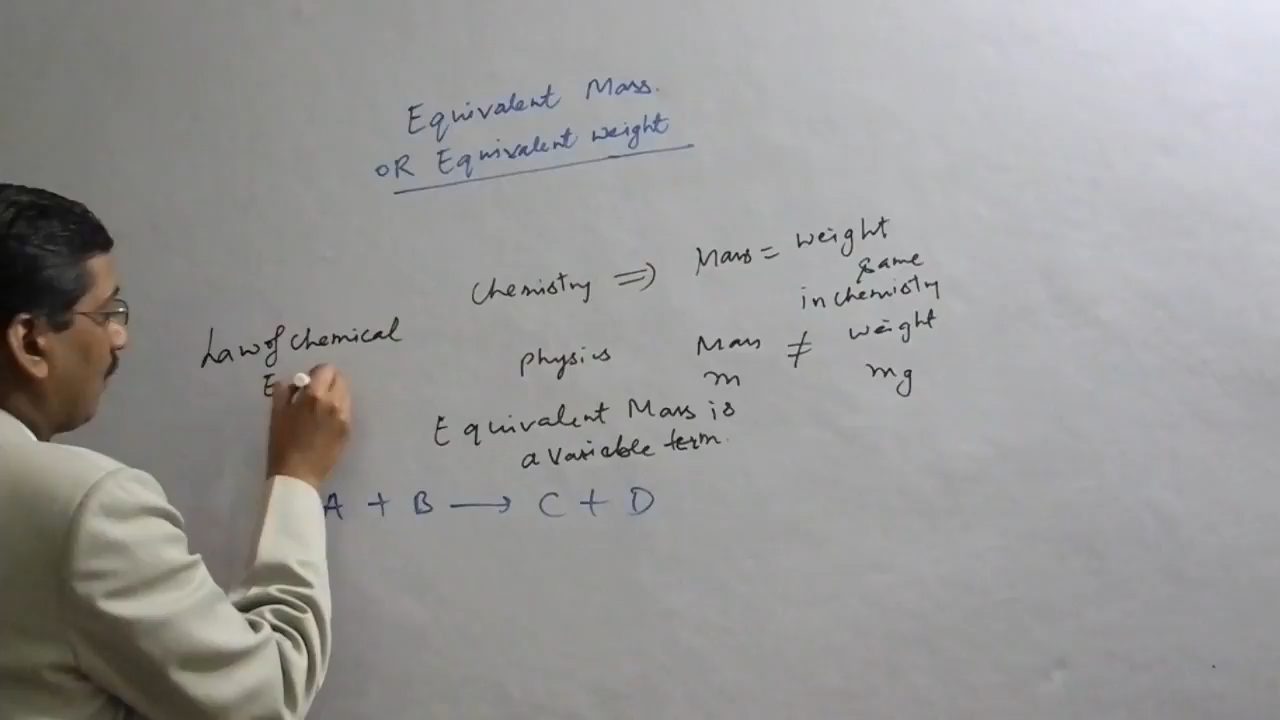 Equivalent Mass.
OR Equivalent weight
Chemistry ⇒ Mass = weight
same
in chemistry
Law of Chemical
E
physics Mass ≠ weight
m mg
Equivalent Mass is
a variable term.
A + B ⟶ C + D